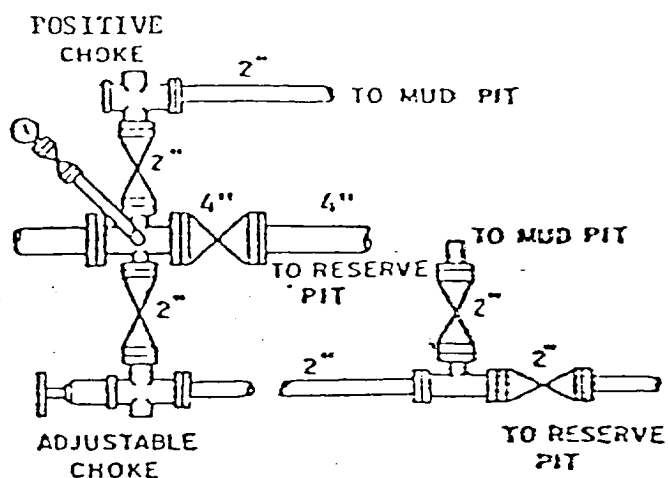 POSITIVE
CHOKE
2"
TO MUD PIT
2"
4"
4"
TO RESERVE
PIT
TO MUD PIT
2"
2"
2"
2"
ADJUSTABLE
CHOKE
TO RESERVE
PIT